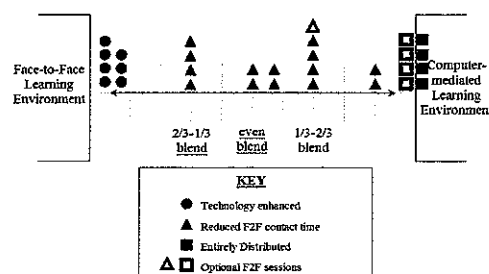 Face-to-Face
Learning
Environment
Computer-
mediated
Learning
Environmen
2/3-1/3
blend
even
blend
1/3-2/3
blend
KEY
Technology enhanced
Reduced F2F contact time
Entirely Distributed
Optional F2F sessions